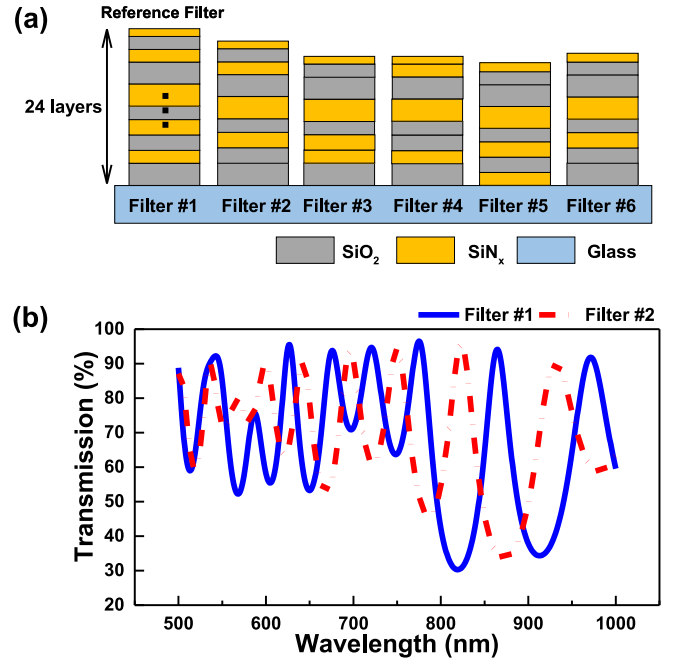 (a)
Reference Filter
24 layers
Filter #1 Filter #2 Filter #3 Filter #4 Filter #5 Filter #6
SiO₂ SiNₓ Glass
(b)
Filter #1 Filter #2
100
90
80
70
60
50
40
30
20
Transmission (%)
500 600 700 800 900 1000
Wavelength (nm)